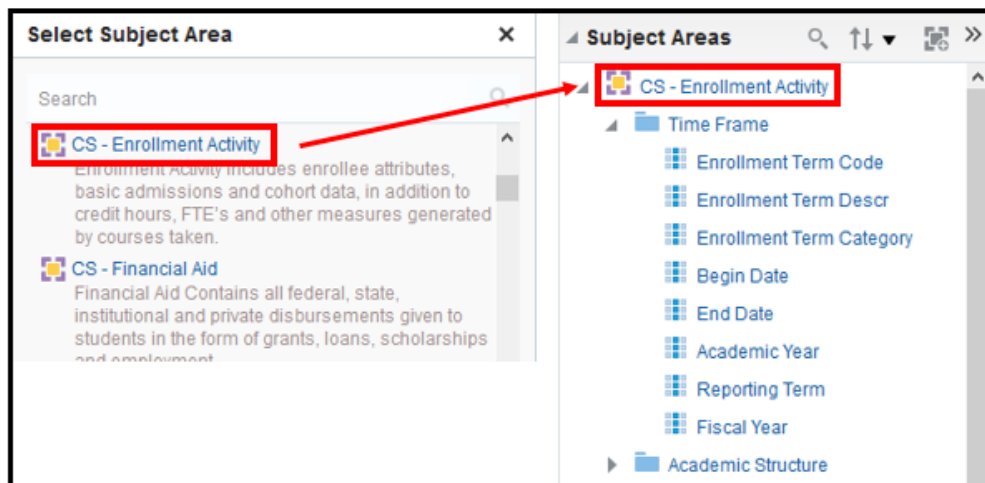 Select Subject Area
Search
CS - Enrollment Activity
Enrollment Activity includes enrollee attributes,
basic admissions and cohort data, in addition to
credit hours, FTE's and other measures generated
by courses taken.
CS - Financial Aid
Financial Aid Contains all federal, state,
institutional and private disbursements given to
students in the form of grants, loans, scholarships
and employment
Subject Areas
CS - Enrollment Activity
Time Frame
Enrollment Term Code
Enrollment Term Descr
Enrollment Term Category
Begin Date
End Date
Academic Year
Reporting Term
Fiscal Year
Academic Structure